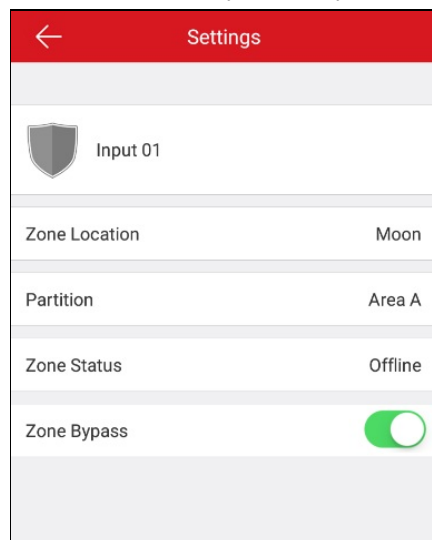 Settings
Input 01
Zone Location Moon
Partition Area A
Zone Status Offline
Zone Bypass